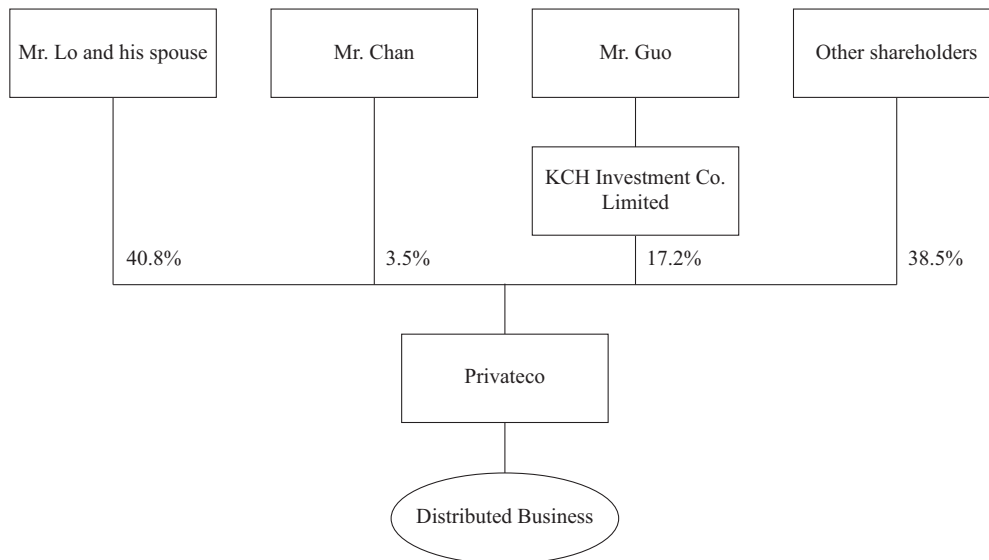 Mr. Lo and his spouse
Mr. Chan
Mr. Guo
Other shareholders
KCH Investment Co.
Limited
40.8%
3.5%
17.2%
38.5%
Privateco
Distributed Business